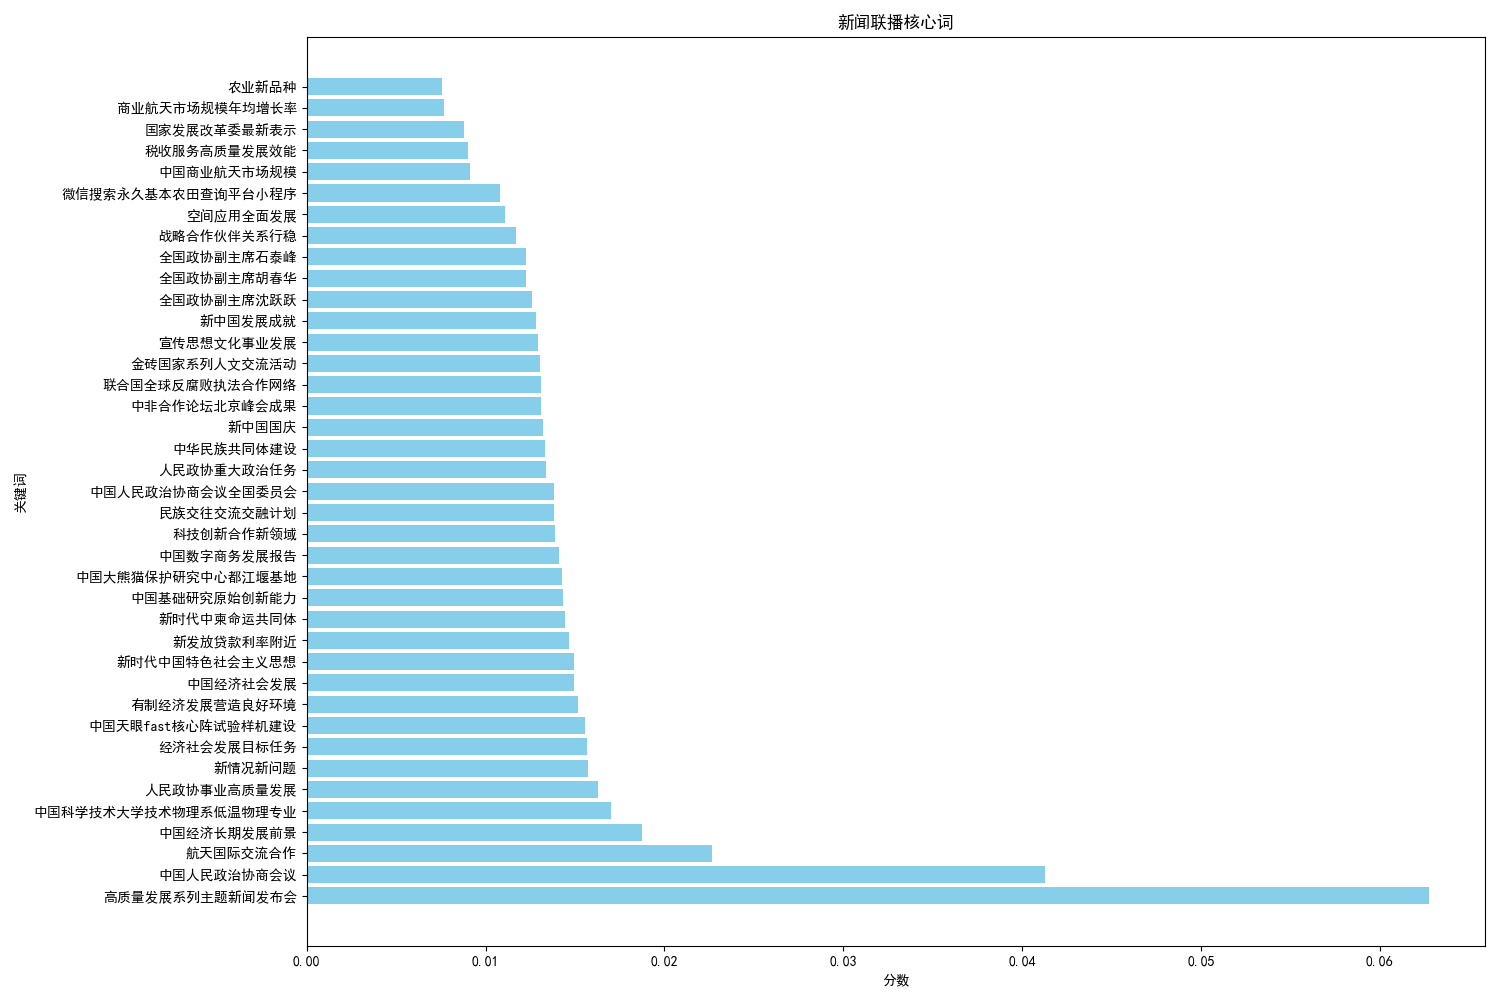 新闻联播核心词
农业新品种
商业航天市场规模年均增长率
国家发展改革委最新表示
税收服务高质量发展效能
中国商业航天市场规模
微信搜索永久基本农田查询平台小程序
空间应用全面发展
战略合作伙伴关系行稳
全国政协副主席石泰峰
全国政协副主席胡春华
全国政协副主席沈跃跃
新中国发展成就
宣传思想文化事业发展
金砖国家系列人文交流活动
联合国全球反腐败执法合作网络
中非合作论坛北京峰会成果
新中国国庆
中华民族共同体建设
人民政协重大政治任务
中国人民政治协商会议全国委员会
民族交往交流交融计划
科技创新合作新领域
中国数字商务发展报告
中国大熊猫保护研究中心都江堰基地
中国基础研究原始创新能力
新时代中柬命运共同体
新发放贷款利率附近
新时代中国特色社会主义思想
中国经济社会发展
有制经济发展营造良好环境
中国天眼fast核心阵试验样机建设
经济社会发展目标任务
新情况新问题
人民政协事业高质量发展
中国科学技术大学技术物理系低温物理专业
中国经济长期发展前景
航天国际交流合作
中国人民政治协商会议
高质量发展系列主题新闻发布会
关键词
0.00 0.01 0.02 0.03 0.04 0.05 0.06
分数